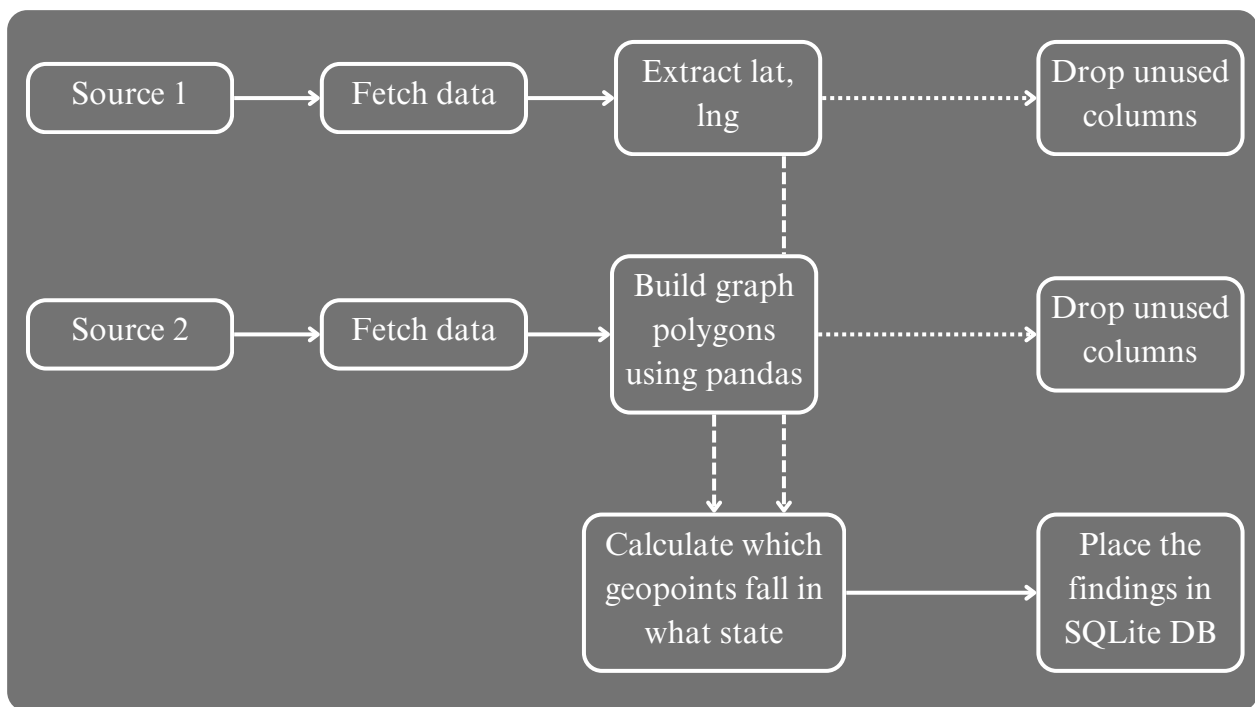 Source 1
Fetch data
Extract lat,
lng
Drop unused
columns
Source 2
Fetch data
Build graph
polygons
using pandas
Drop unused
columns
Calculate which
geopoints fall in
what state
Place the
findings in
SQLite DB